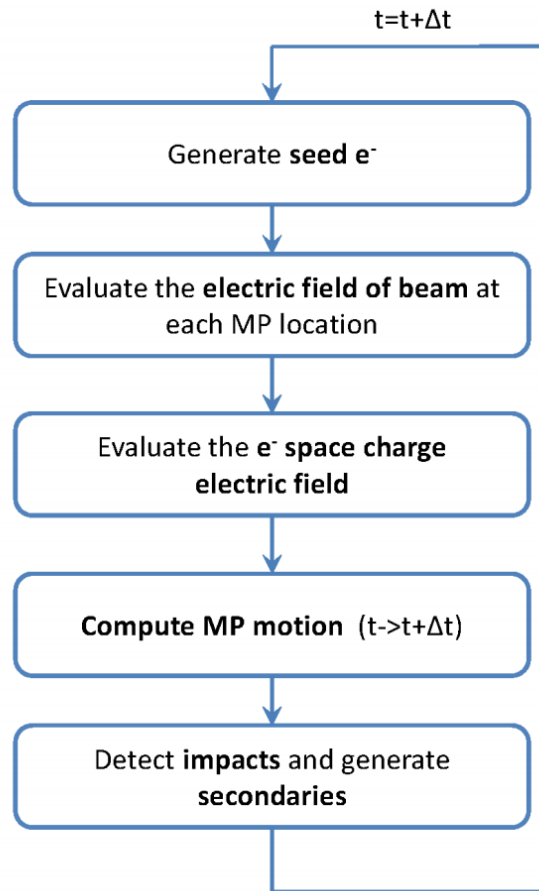 t=t+Δt
Generate seed e⁻
Evaluate the electric field of beam at
each MP location
Evaluate the e⁻ space charge
electric field
Compute MP motion (t->t+Δt)
Detect impacts and generate
secondaries